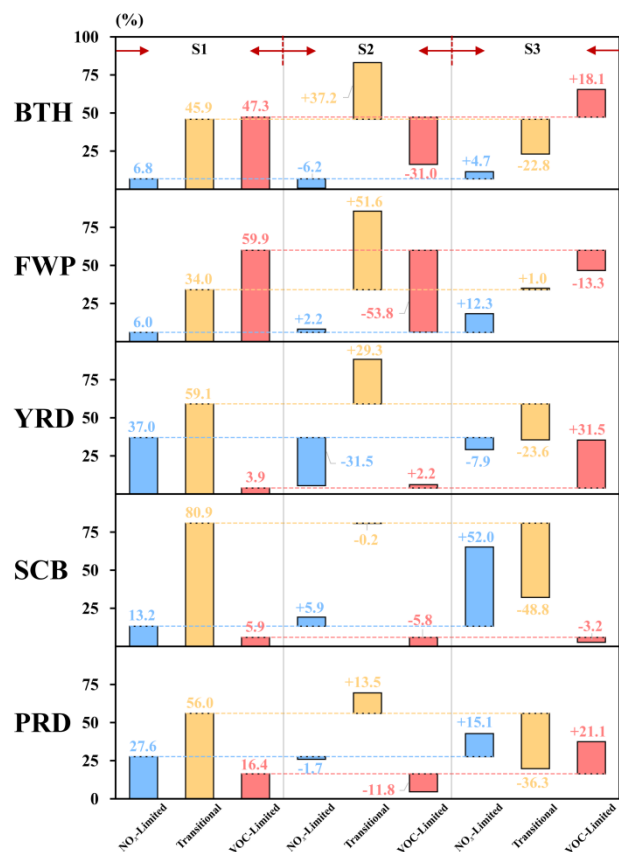 (%)
S1 S2 S3
100
75
50
25
BTH
6.8 45.9 47.3 -6.2 +37.2 -31.0 +4.7 -22.8 +18.1
75
50
25
FWP
6.0 34.0 59.9 +2.2 +51.6 -53.8 +12.3 +1.0 -13.3
75
50
25
YRD
37.0 59.1 3.9 -31.5 +29.3 +2.2 -7.9 -23.6 +31.5
75
50
25
SCB
13.2 80.9 5.9 +5.9 -0.2 -5.8 +52.0 -48.8 -3.2
75
50
25
0
PRD
27.6 56.0 16.4 -1.7 +13.5 -11.8 +15.1 -36.3 +21.1
NOx-Limited Transitional VOC-Limited NOx-Limited Transitional VOC-Limited NOx-Limited Transitional VOC-Limited